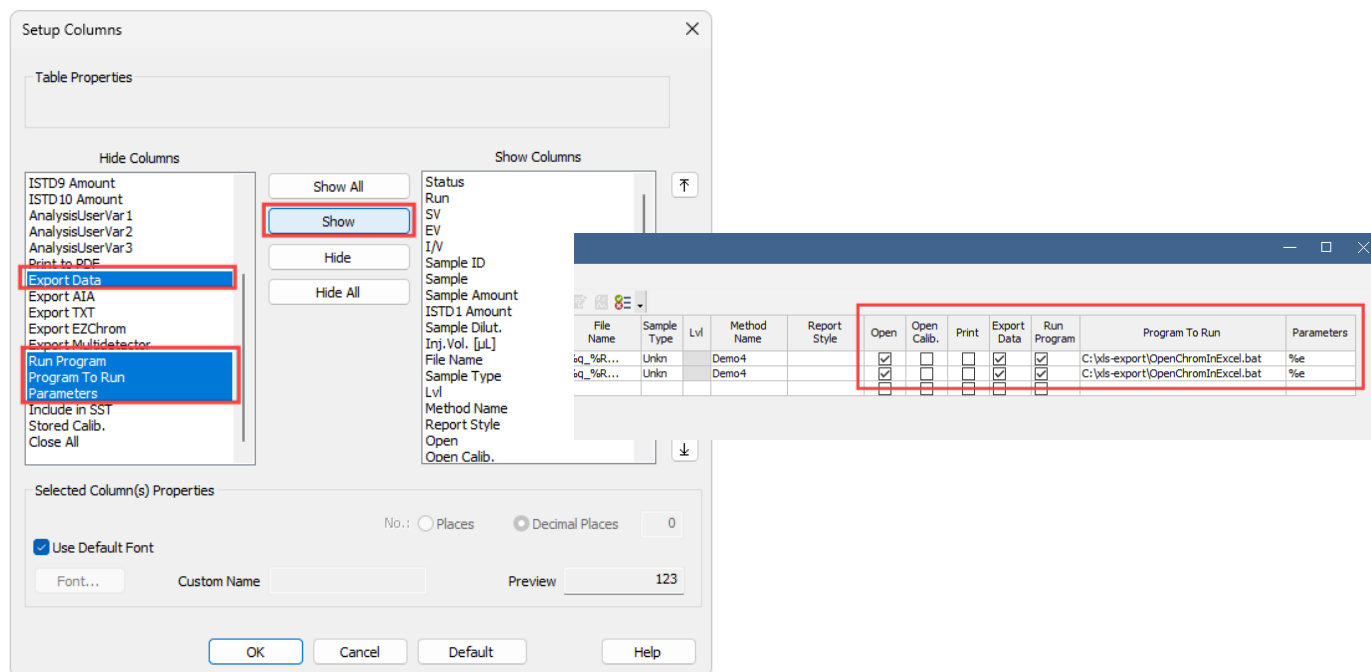 Setup Columns
Table Properties
Hide Columns
Show Columns
ISTD9 Amount
ISTD10 Amount
AnalysisUserVar1
AnalysisUserVar2
AnalysisUserVar3
Print to PDF
Export Data
Export AIA
Export TXT
Export EZChrom
Export Multidetector
Run Program
Program To Run
Parameters
Include in SST
Stored Calib.
Close All
Show All
Show
Hide
Hide All
Status
Run
SV
EV
I/V
Sample ID
Sample
Sample Amount
ISTD1 Amount
Sample Dilut.
Inj.Vol. [µL]
File Name
Sample Type
Lvl
Method Name
Report Style
Open
Open Calib.
File Name Sample Type Lvl Method Name Report Style Open Open Calib. Print Export Data Run Program Program To Run Parameters
%q_%R... Unkn Demo4 C:\xls-export\OpenChromInExcel.bat %e
%q_%R... Unkn Demo4 C:\xls-export\OpenChromInExcel.bat %e
Selected Column(s) Properties
No.: Places Decimal Places 0
Use Default Font
Font... Custom Name Preview 123
OK Cancel Default Help